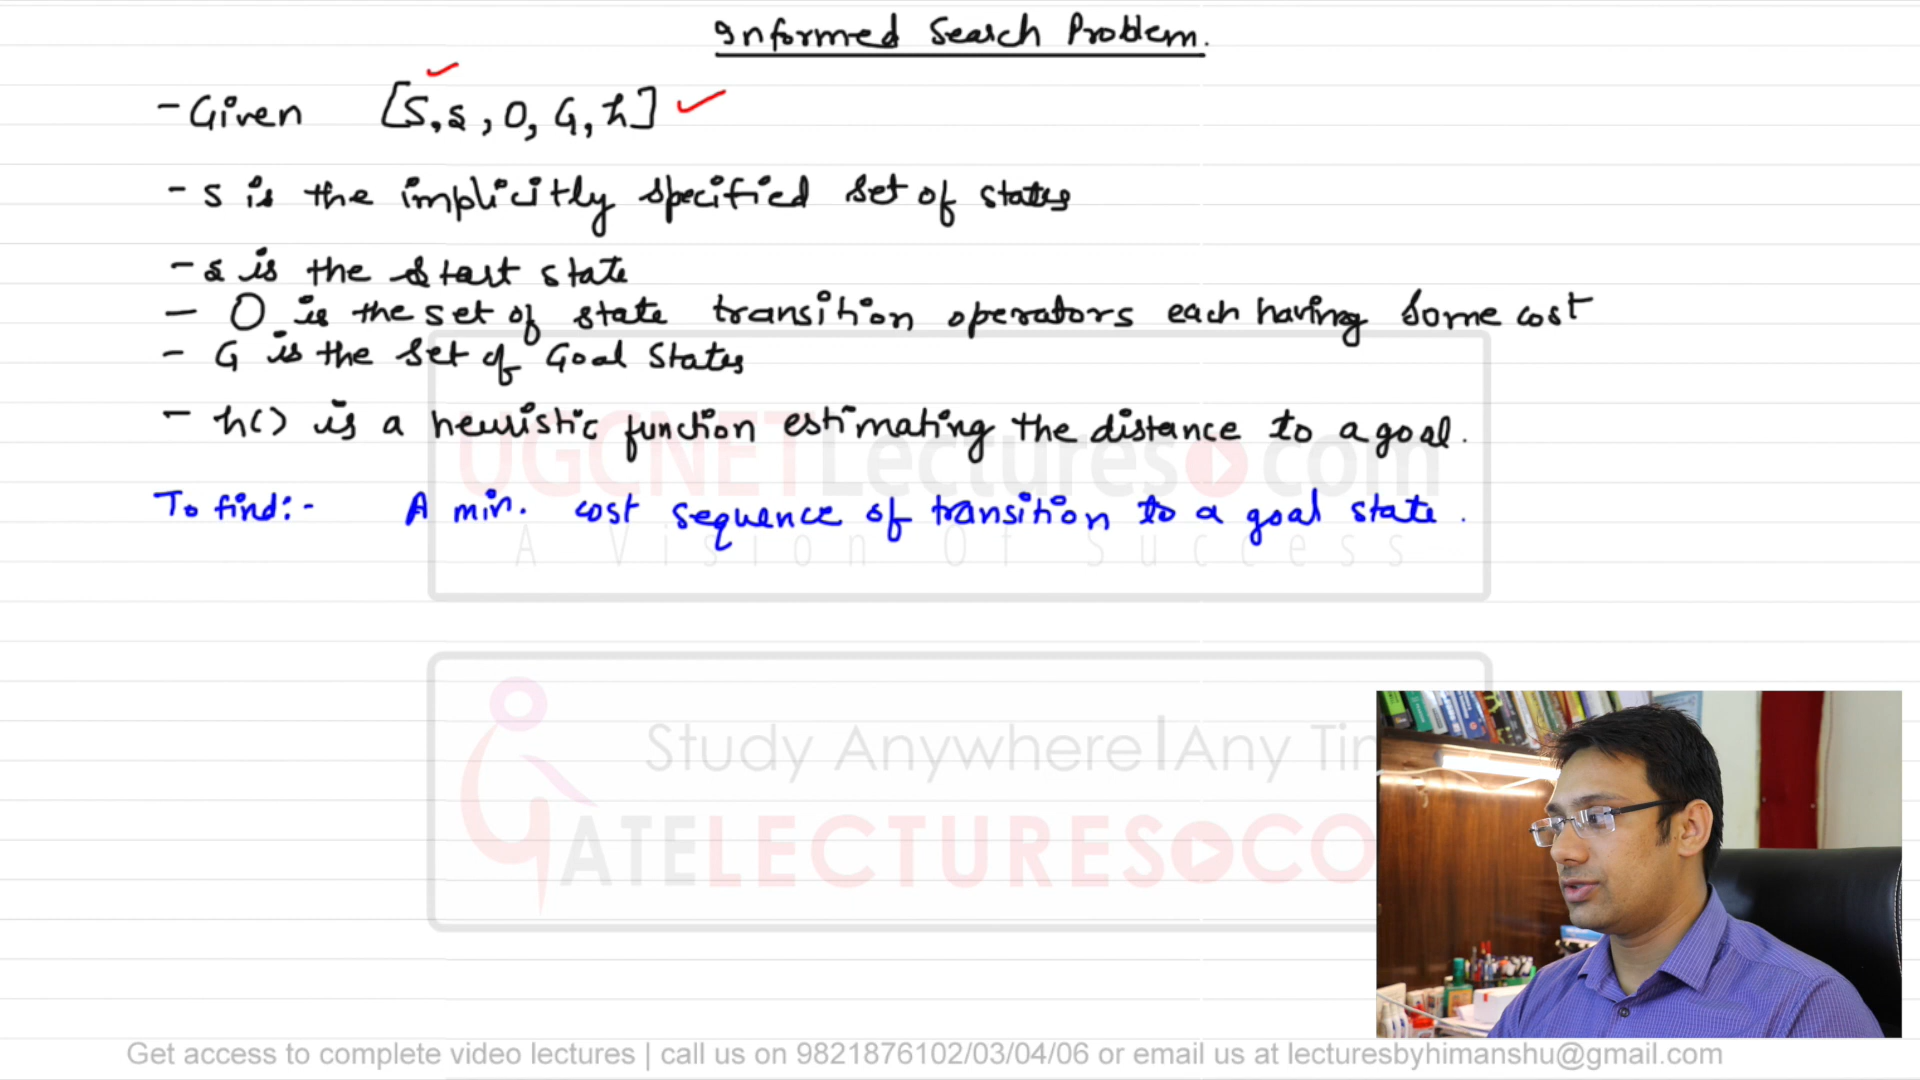 Informed Search Problem.
- Given [S, s, O, G, h]
- S is the implicitly specified set of states
- s is the start state
- O is the set of state transition operators each having some cost
- G is the set of Goal States
- h() is a heuristic function estimating the distance to a goal.
UGCNETLectures.com
To find:- A min. cost sequence of transition to a goal state.
A Vision Of Success
Study Anywhere|Any Tim
GATELECTURES.CO
Get access to complete video lectures | call us on 9821876102/03/04/06 or email us at lecturesbyhimanshu@gmail.com